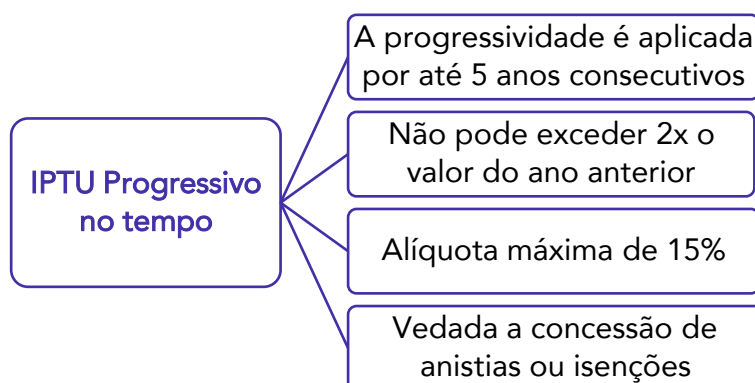 IPTU Progressivo
no tempo
A progressividade é aplicada
por até 5 anos consecutivos
Não pode exceder 2x o
valor do ano anterior
Alíquota máxima de 15%
Vedada a concessão de
anistias ou isenções